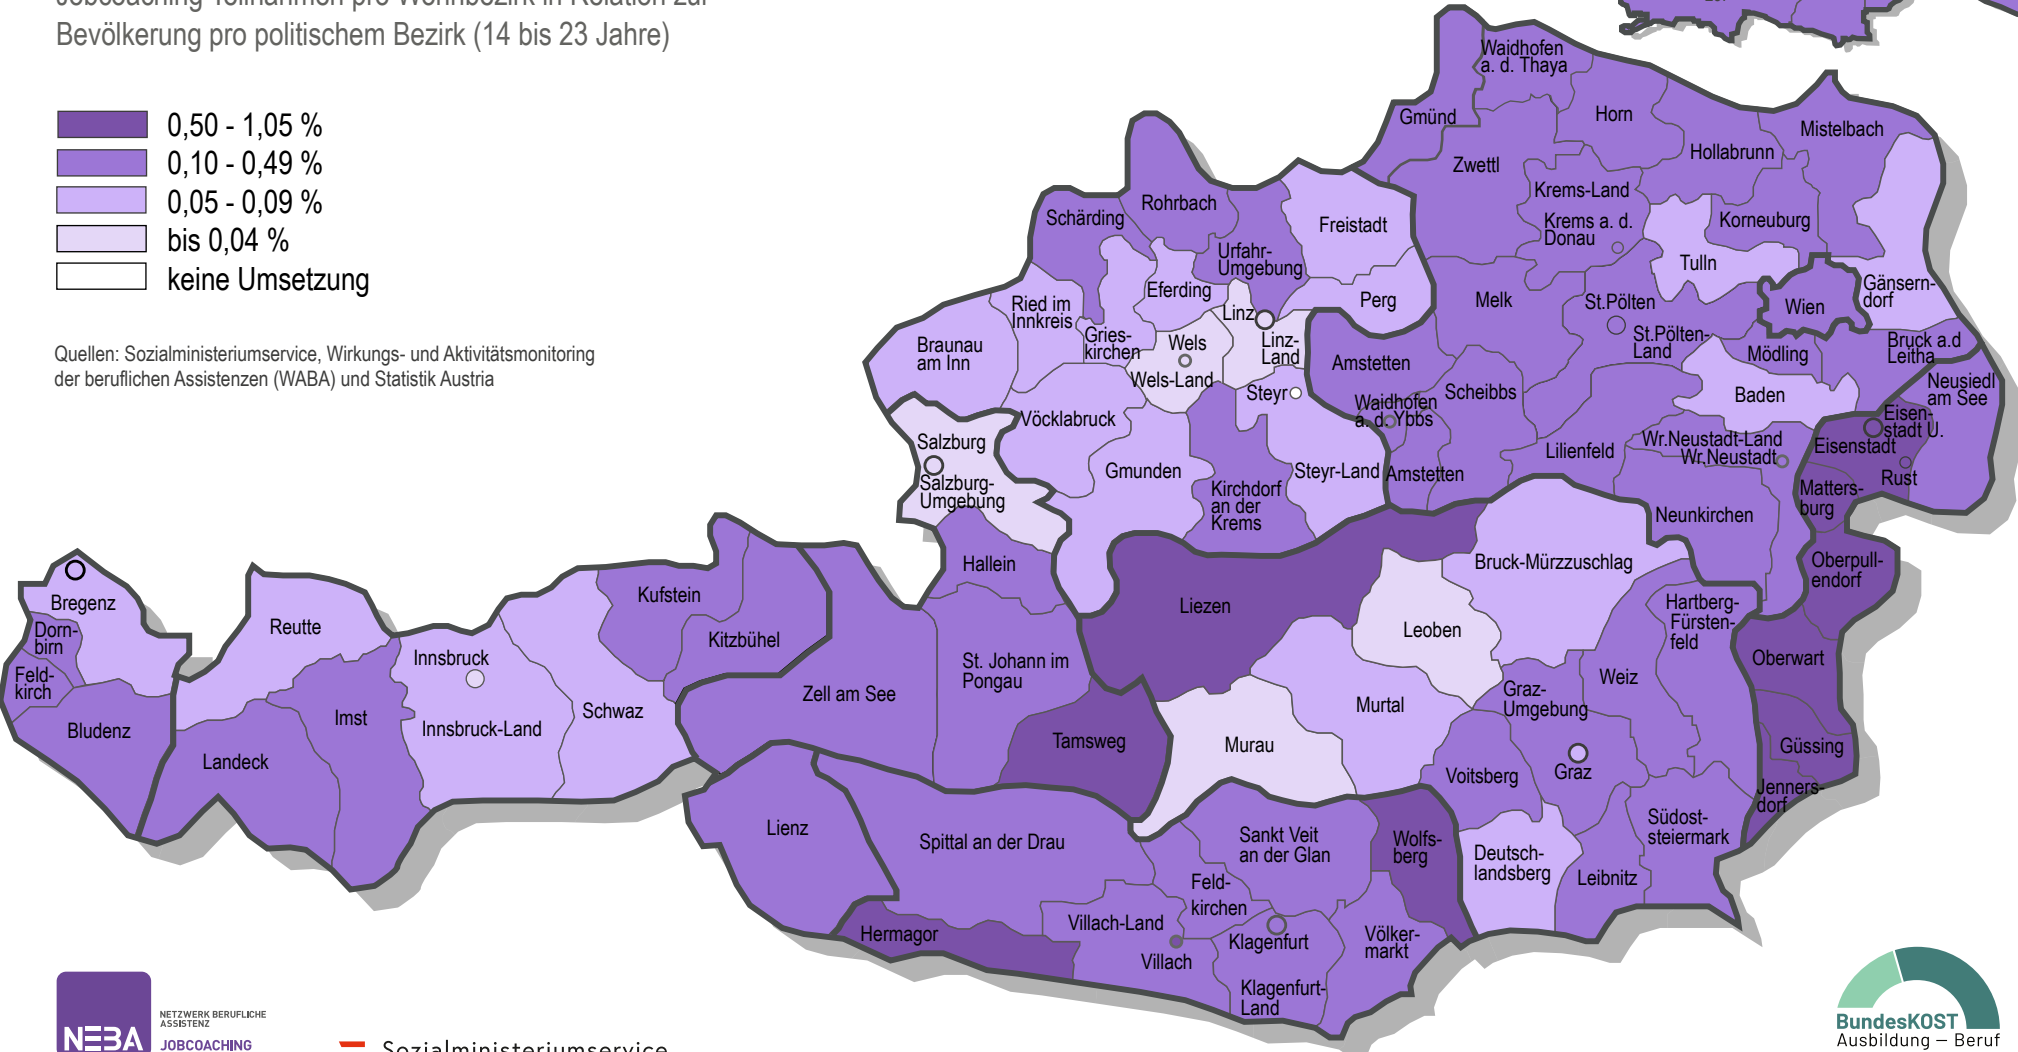 Jobcoaching-Teilnahmen pro Wohnbezirk in Relation zur
Bevölkerung pro politischem Bezirk (14 bis 23 Jahre)
0,50 - 1,05 %
0,10 - 0,49 %
0,05 - 0,09 %
bis 0,04 %
keine Umsetzung
Quellen: Sozialministeriumservice, Wirkungs- und Aktivitätsmonitoring
der beruflichen Assistenzen (WABA) und Statistik Austria
Waidhofen
a. d. Thaya
Gmünd
Horn
Mistelbach
Zwettl
Hollabrunn
Krems-Land
Krems a. d.
Donau
Korneuburg
Tulln
Gänsern-
dorf
Wien
Rohrbach
Schärding
Freistadt
Urfahr-
Umgebung
Eferding
Perg
Melk
St.Pölten
St.Pölten-
Land
Mödling
Bruck a.d
Leitha
Ried im
Innkreis
Gries-
kirchen
Linz
Linz-
Land
Wels
Wels-Land
Braunau
am Inn
Steyr
Amstetten
Scheibbs
Waidhofen
a. d. Ybbs
Baden
Neusiedl
am See
Eisen-
stadt U.
Eisenstadt
Rust
Vöcklabruck
Salzburg
Salzburg-
Umgebung
Gmunden
Kirchdorf
an der
Krems
Steyr-Land
Amstetten
Lilienfeld
Wr.Neustadt-Land
Wr.Neustadt
Matters-
burg
Neunkirchen
Hallein
Liezen
Bruck-Mürzzuschlag
Oberpull-
endorf
Hartberg-
Fürsten-
feld
Leoben
Oberwart
Bregenz
Dorn-
birn
Feld-
kirch
Bludenz
Reutte
Innsbruck
Innsbruck-Land
Imst
Landeck
Schwaz
Kufstein
Kitzbühel
Zell am See
St. Johann im
Pongau
Tamsweg
Murau
Murtal
Graz-
Umgebung
Weiz
Graz
Voitsberg
Güssing
Jenners-
dorf
Südost-
steiermark
Deutsch-
landsberg
Leibnitz
Lienz
Spittal an der Drau
Sankt Veit
an der Glan
Wolfs-
berg
Feld-
kirchen
Hermagor
Villach-Land
Villach
Klagenfurt
Klagenfurt-
Land
Völker-
markt
NEBA
NETZWERK BERUFLICHE
ASSISTENZ
JOBCOACHING
Sozialministeriumservice
BundesKOST
Ausbildung – Beruf